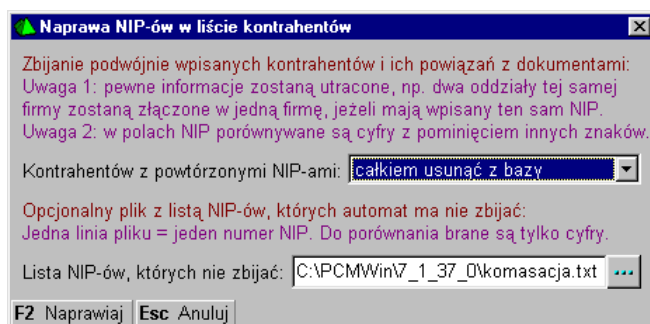 Naprawa NIP-ów w liście kontrahentów
Zbijanie podwójnie wpisanych kontrahentów i ich powiązań z dokumentami:
Uwaga 1: pewne informacje zostaną utracone, np. dwa oddziały tej samej
firmy zostaną złączone w jedną firmę, jeżeli mają wpisany ten sam NIP.
Uwaga 2: w polach NIP porównywane są cyfry z pominięciem innych znaków.
Kontrahentów z powtórzonymi NIP-ami: całkiem usunąć z bazy
Opcjonalny plik z listą NIP-ów, których automat ma nie zbijać:
Jedna linia pliku = jeden numer NIP. Do porównania brane są tylko cyfry.
Lista NIP-ów, których nie zbijać: C:\PCMWin\7_1_37_0\komasacja.txt ...
F2 Naprawiaj Esc Anuluj